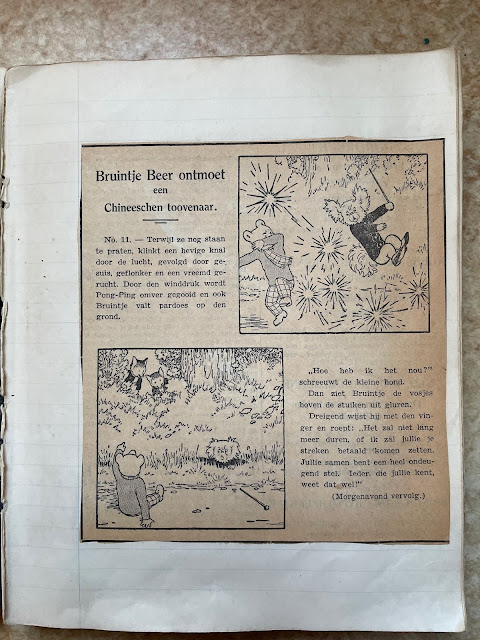 Bruintje Beer ontmoet
een
Chineeschen toovenaar.
No. 11. — Terwijl ze nog staan
te praten, klinkt een hevige knal
door de lucht, gevolgd door ge-
suis, geflonker en een vreemd ge-
rucht. Door den winddruk wordt
Pong-Ping omver gegooid en ook
Bruintje valt pardoes op den
grond.
„Hoe heb ik het nou?”
schreeuwt de kleine hond.
Dan ziet Bruintje de vosjes
boven de stuiken uit gluren.
Dreigend wijst hij met den vin-
ger en roept: „Het zal niet lang
meer duren, of ik zal jullie je
streken betaald komen zetten.
Jullie samen bent een heel ondeu-
gend stel. Ieder, die jullie kent,
weet dat wel!”
(Morgenavond vervolg.)